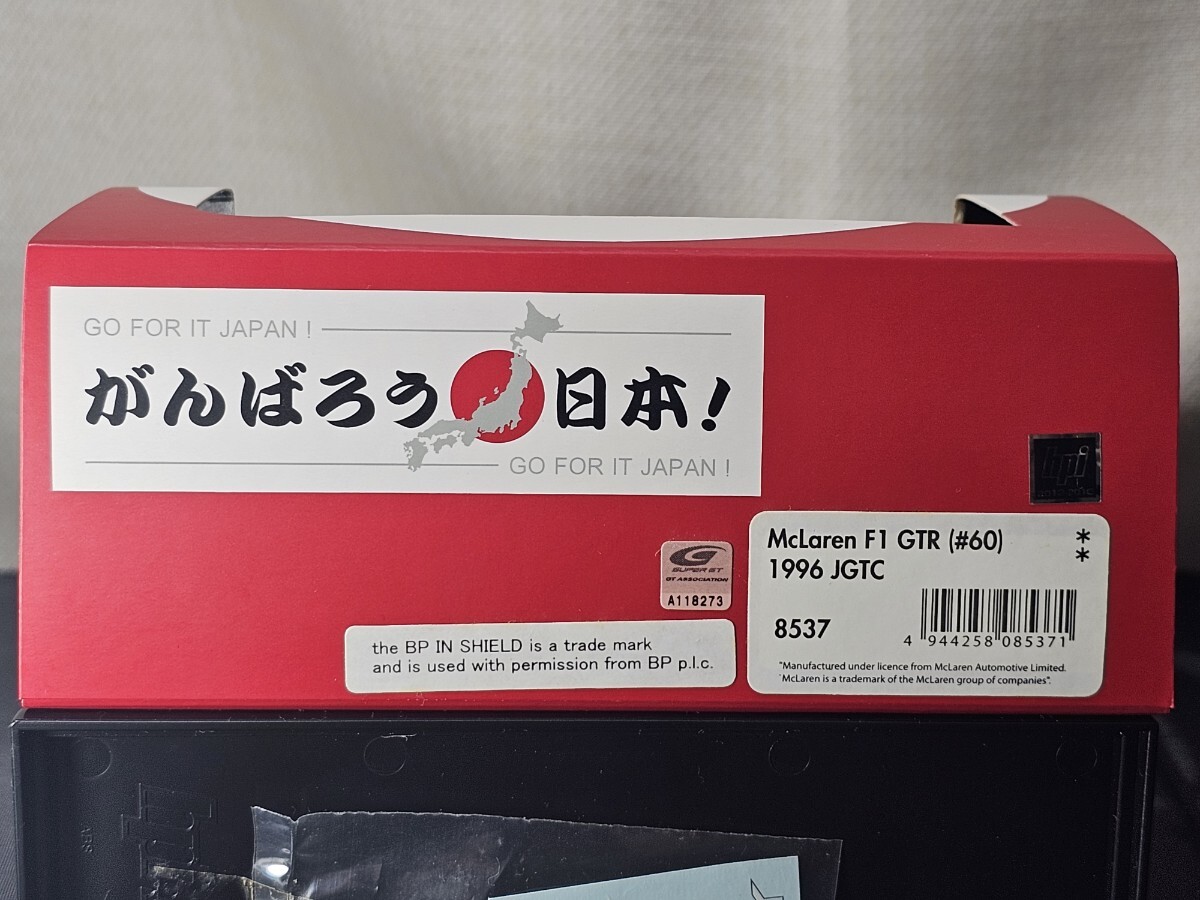 GO FOR IT JAPAN !
がんばろう日本!
GO FOR IT JAPAN !
hpi
McLaren F1 GTR (#60)
1996 JGTC
**
8537
4 944258 085371
"Manufactured under licence from McLaren Automotive Limited.
"McLaren is a trademark of the McLaren group of companies".
SUPER GT
GT ASSOCIATION
A118273
the BP IN SHIELD is a trade mark
and is used with permission from BP p.l.c.